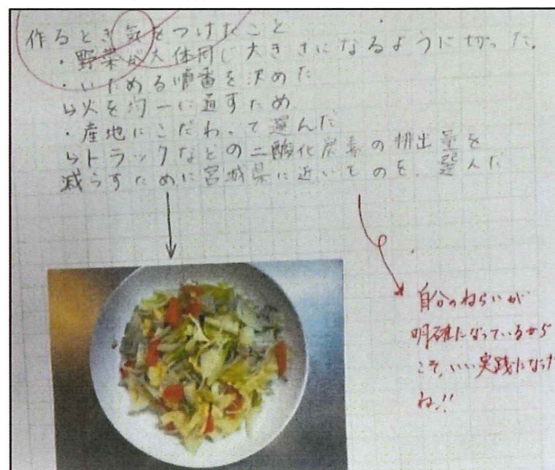 作るとき気をつけたこと
・野菜が大体同じ大きさになるように切った。
・いためる順番を決めた
↳火を均一に通すため
・産地にこだわって選んだ
↳トラックなどの二酸化炭素の排出量を
減らすために宮城県に近いものを、選んだ
自分のねらいが
明確になっているから
こそ、いい実践になった
ね!!